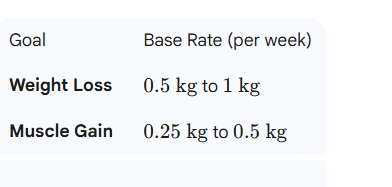 Goal Base Rate (per week)
Weight Loss 0.5 kg to 1 kg
Muscle Gain 0.25 kg to 0.5 kg